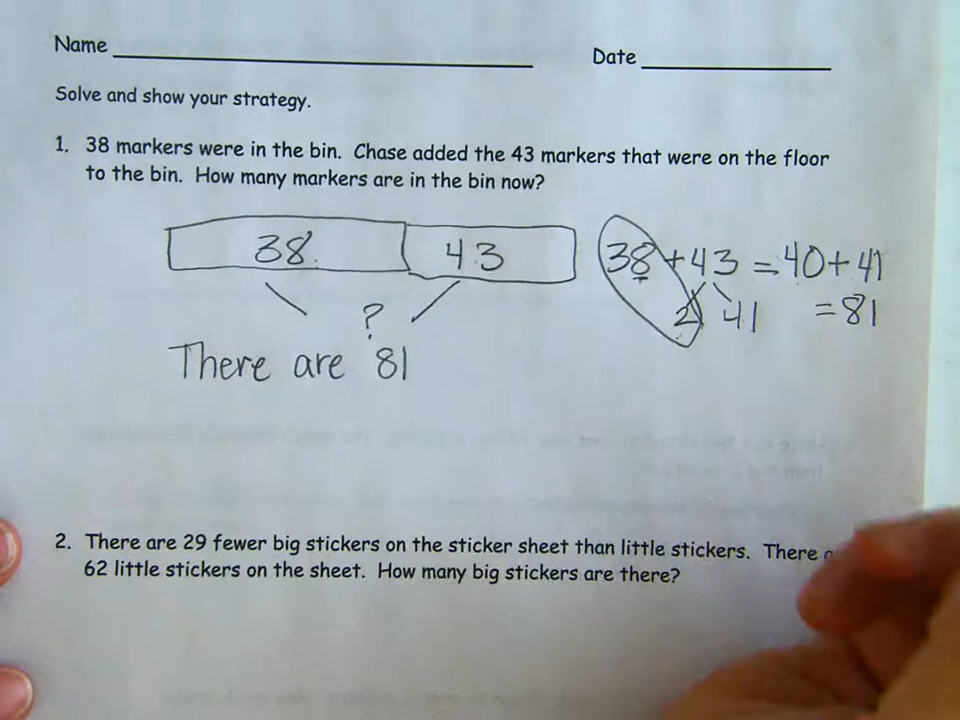 Name
Date
Solve and show your strategy.
1. 38 markers were in the bin. Chase added the 43 markers that were on the floor
to the bin. How many markers are in the bin now?
38 43
38+43=40+41
2 41 =81
?
There are 81
2. There are 29 fewer big stickers on the sticker sheet than little stickers. There
62 little stickers on the sheet. How many big stickers are there?